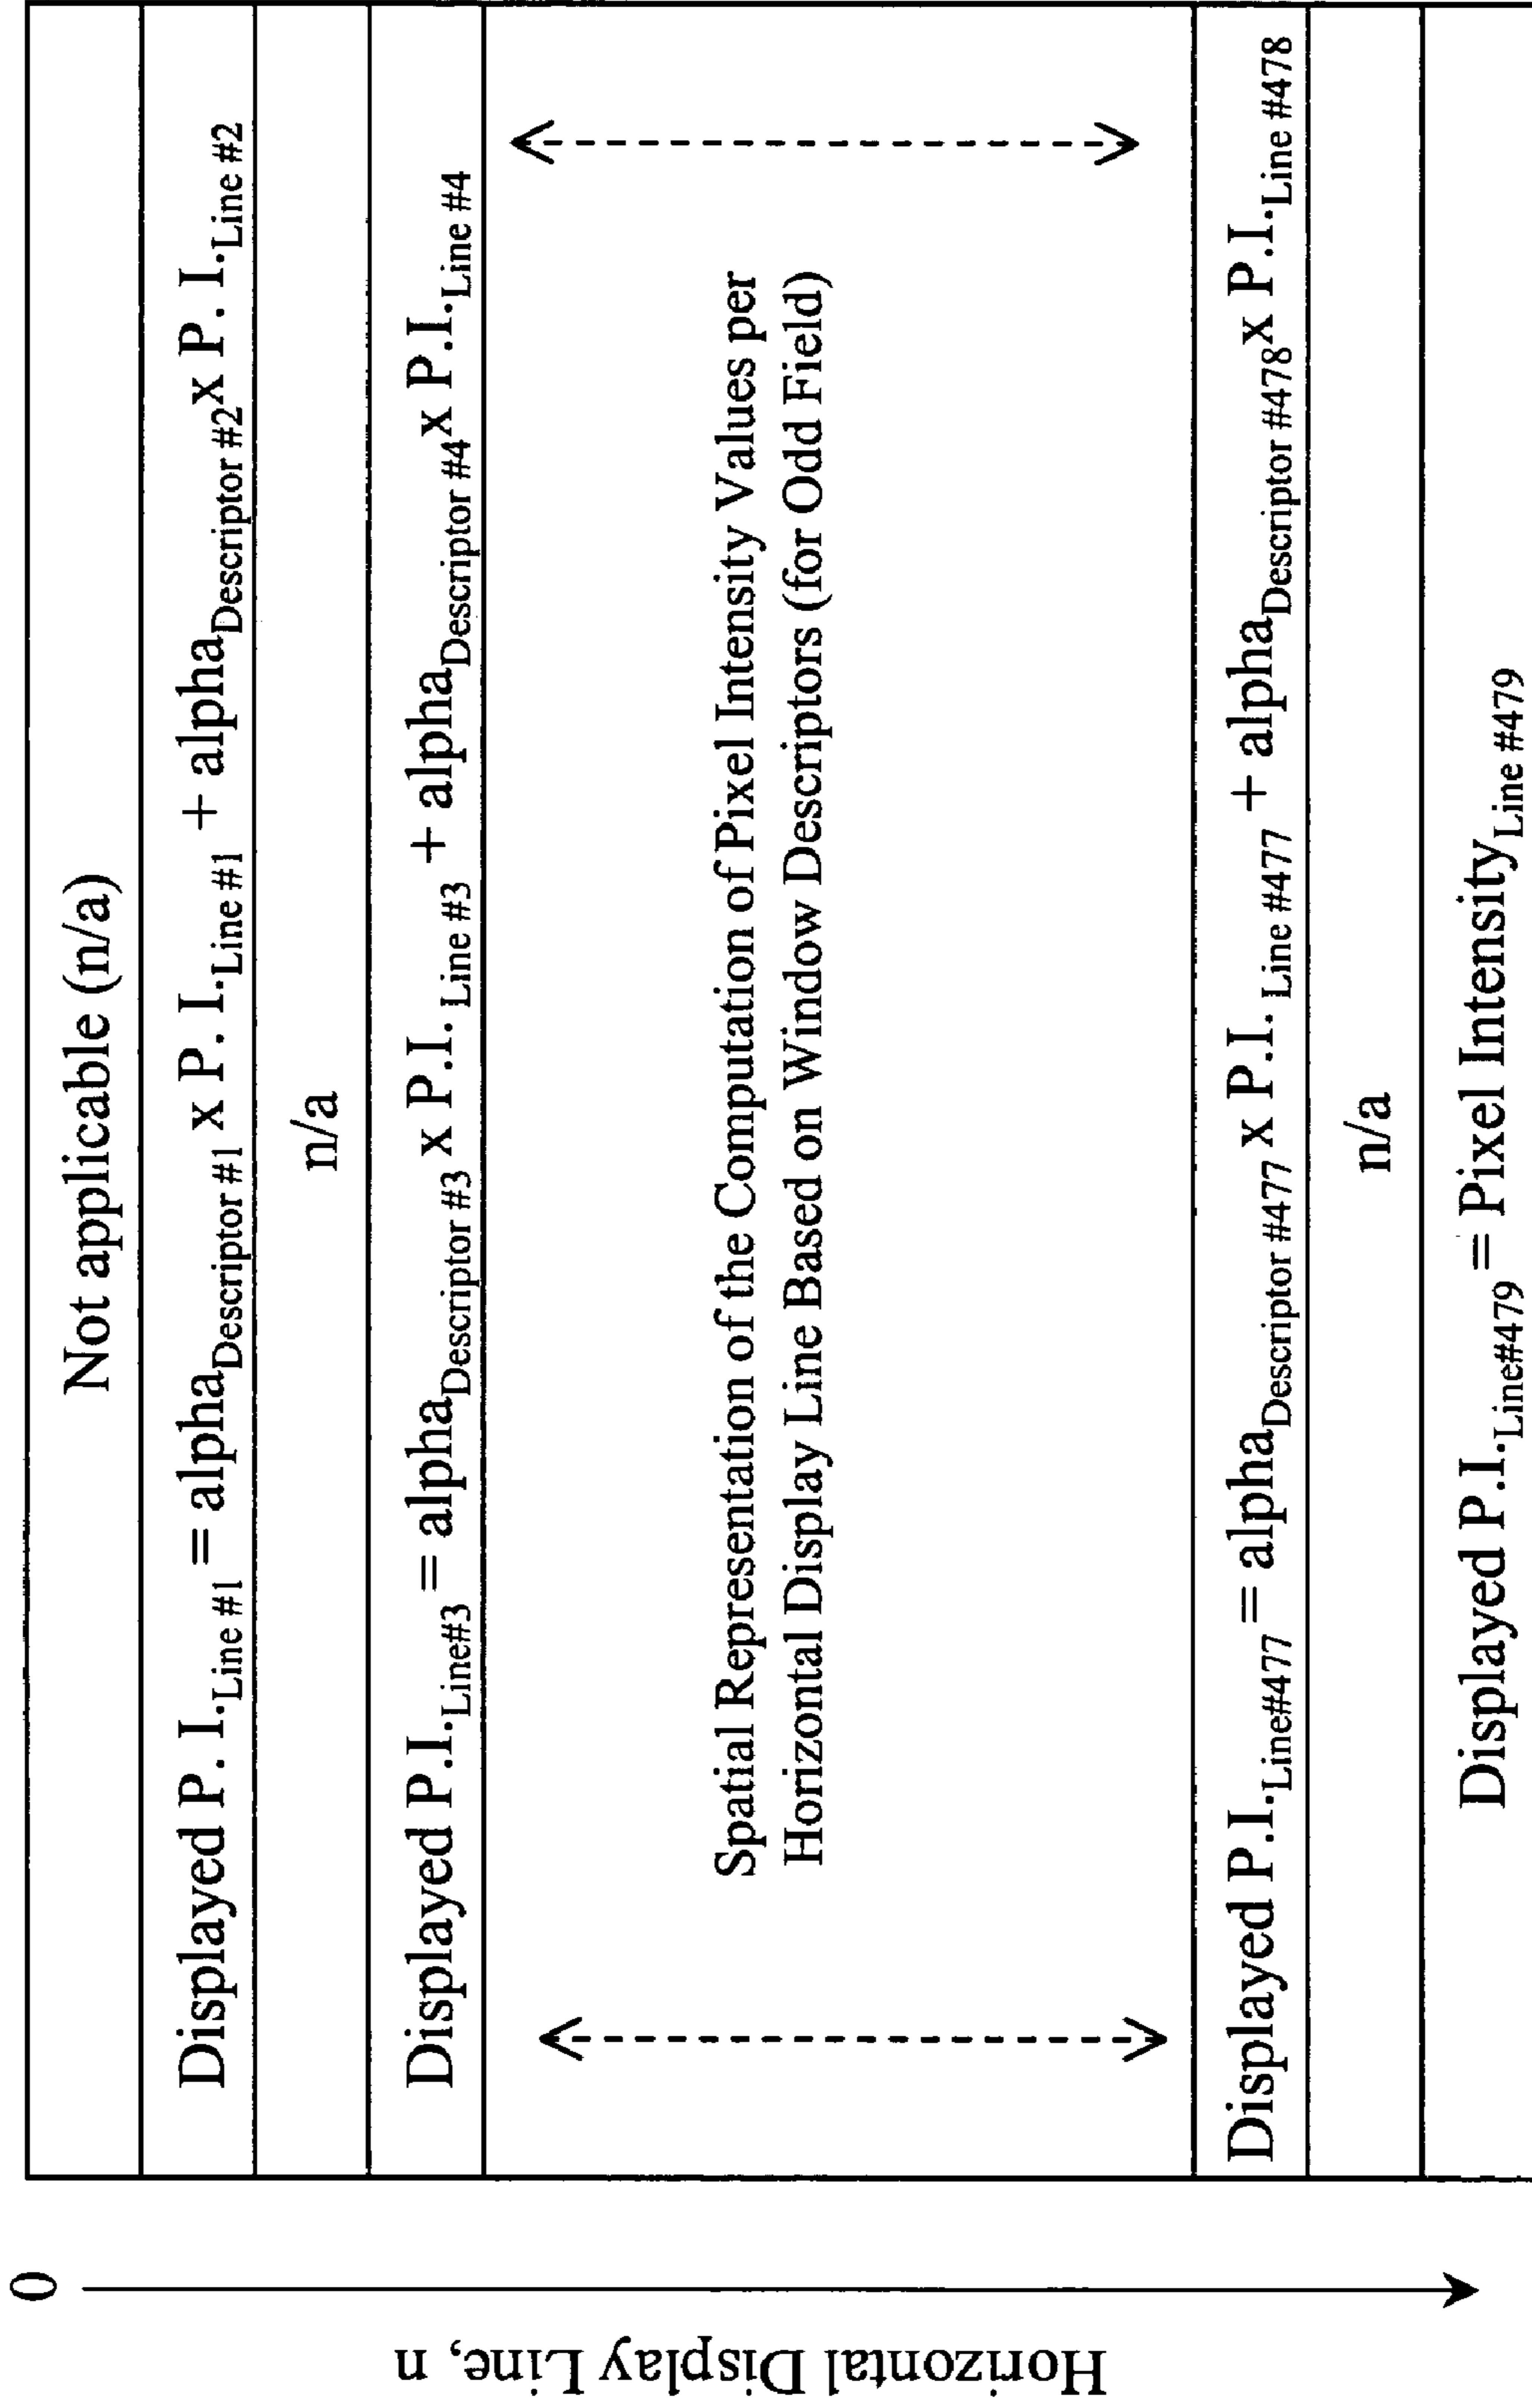 0
Horizontal Display Line, n
Not applicable (n/a)
Displayed P. I.Line #1 = alphaDescriptor #1 x P. I.Line #1 + alphaDescriptor #2 x P. I.Line #2
n/a
Displayed P.I.Line#3 = alphaDescriptor #3 x P.I. Line #3 + alphaDescriptor #4 x P.I.Line #4
Spatial Representation of the Computation of Pixel Intensity Values per
Horizontal Display Line Based on Window Descriptors (for Odd Field)
Displayed P.I.Line#477 = alphaDescriptor #477 x P.I. Line #477 + alphaDescriptor #478 x P.I.Line #478
n/a
Displayed P.I.Line#479 = Pixel IntensityLine #479